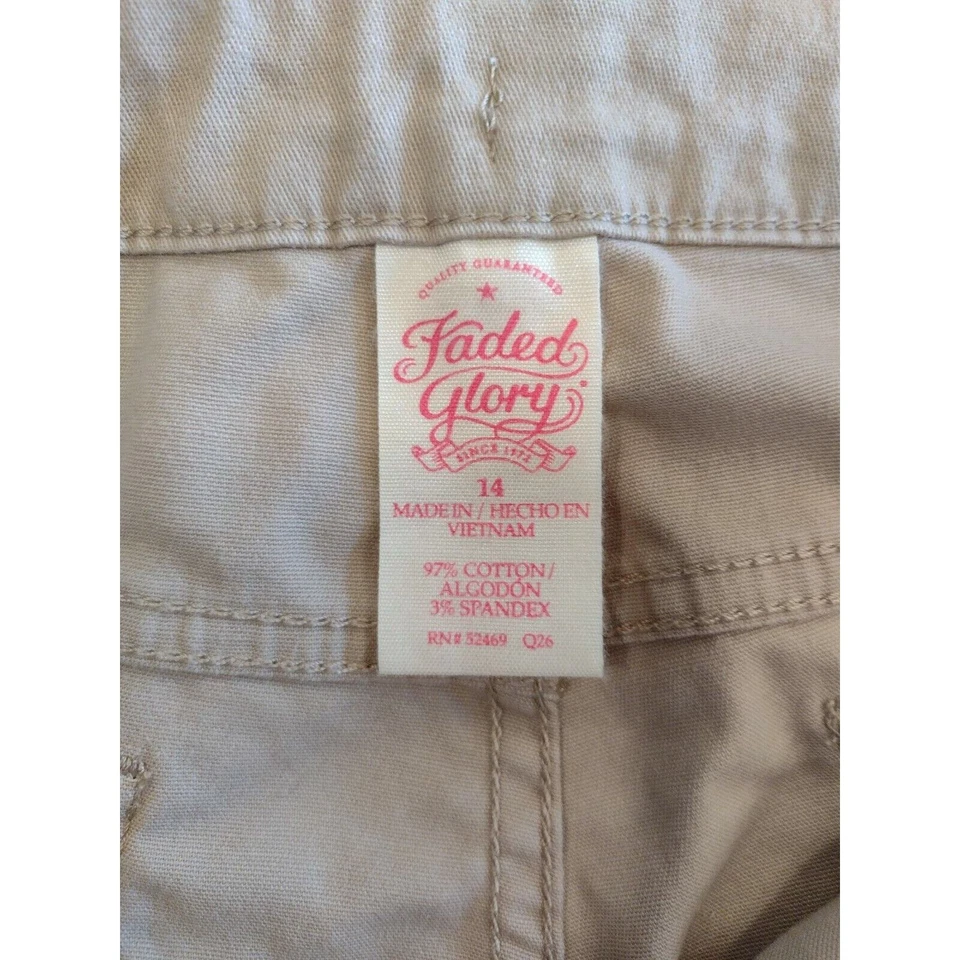 QUALITY GUARANTEED
Faded
Glory
SINCE 1972
14
MADE IN / HECHO EN
VIETNAM
97% COTTON /
ALGODÓN
3% SPANDEX
RN# 52469 Q26